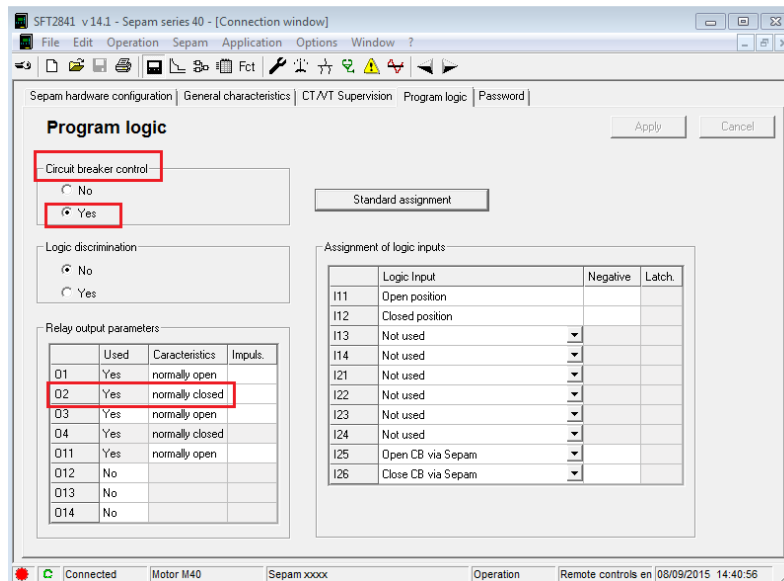 SFT2841 v 14.1 - Sepam series 40 - [Connection window]
File Edit Operation Sepam Application Options Window ?
Fct
Sepam hardware configuration General characteristics CT/VT Supervision Program logic Password
Program logic
Apply Cancel
Circuit breaker control
No
Yes
Standard assignment
Logic discrimination
No
Yes
Relay output parameters
Used Caracteristics Impuls.
O1 Yes normally open
O2 Yes normally closed
O3 Yes normally open
O4 Yes normally closed
O11 Yes normally open
O12 No
O13 No
O14 No
Assignment of logic inputs
Logic Input Negative Latch.
I11 Open position
I12 Closed position
I13 Not used
I14 Not used
I21 Not used
I22 Not used
I23 Not used
I24 Not used
I25 Open CB via Sepam
I26 Close CB via Sepam
Connected Motor M40 Sepam xxxx Operation Remote controls en 08/09/2015 14:40:56